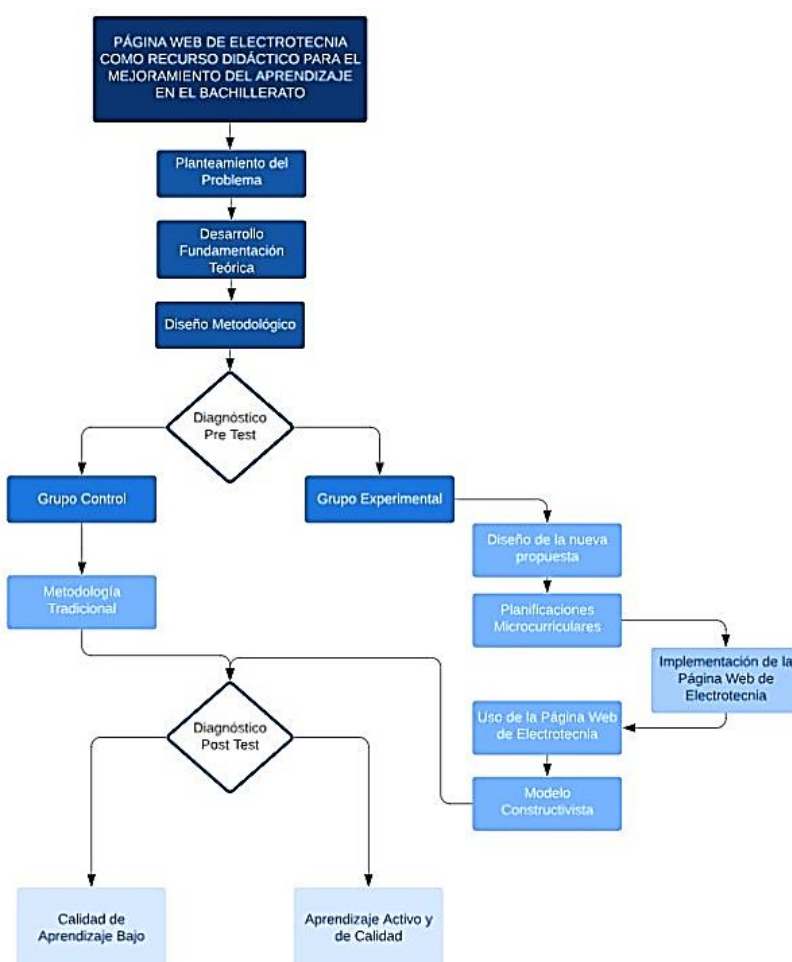 PÁGINA WEB DE ELECTROTECNIA
COMO RECURSO DIDÁCTICO PARA EL
MEJORAMIENTO DEL APRENDIZAJE
EN EL BACHILLERATO
Planteamiento del
Problema
Desarrollo
Fundamentación
Teórica
Diseño Metodológico
Diagnóstico
Pre Test
Grupo Control
Grupo Experimental
Metodología
Tradicional
Diseño de la nueva
propuesta
Planificaciones
Microcurriculares
Implementación de la
Página Web de
Electrotecnia
Uso de la Página Web
de Electrotecnia
Modelo
Constructivista
Diagnóstico
Post Test
Calidad de
Aprendizaje Bajo
Aprendizaje Activo y
de Calidad